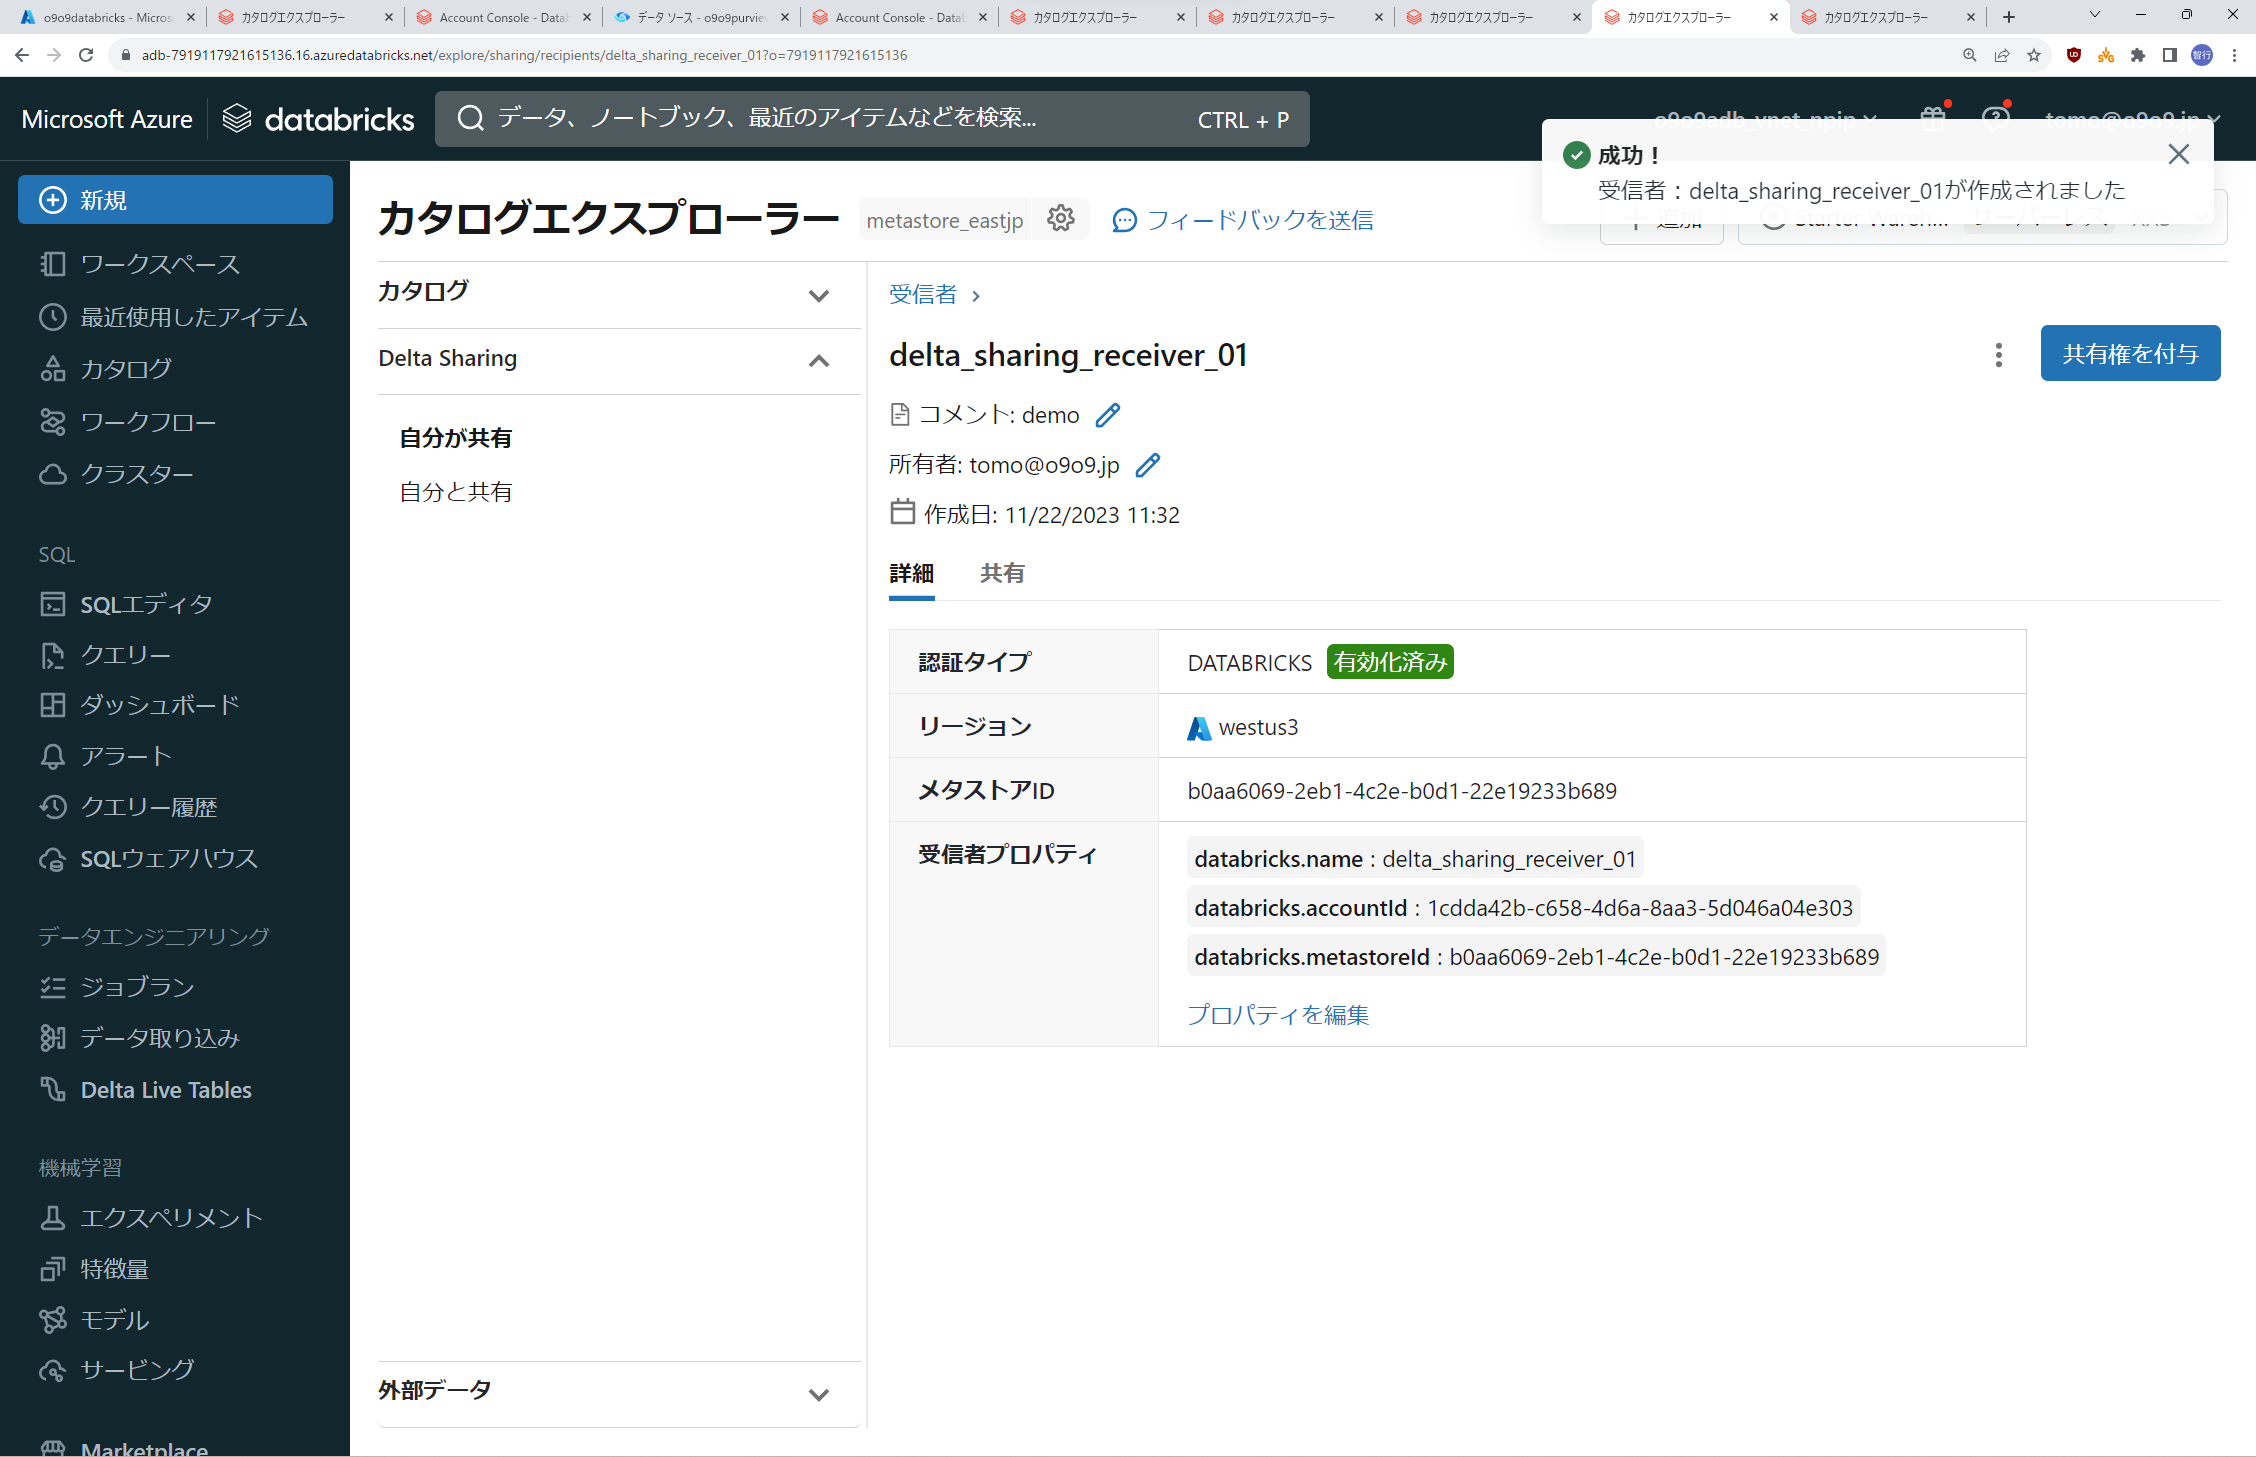 o9o9databricks - Micros
カタログエクスプローラー
Account Console - Datab
データ ソース - o9o9purvie
Account Console - Datab
カタログエクスプローラー
カタログエクスプローラー
カタログエクスプローラー
カタログエクスプローラー
カタログエクスプローラー
adb-7919117921615136.16.azuredatabricks.net/explore/sharing/recipients/delta_sharing_receiver_01?o=7919117921615136
智行
Microsoft Azure
databricks
データ、ノートブック、最近のアイテムなどを検索...
CTRL + P
o9o9adb_vnet_npip
tomo@o9o9.jp
成功！
受信者：delta_sharing_receiver_01が作成されました
新規
ワークスペース
最近使用したアイテム
カタログ
ワークフロー
クラスター
SQL
SQLエディタ
クエリー
ダッシュボード
アラート
クエリー履歴
SQLウェアハウス
データエンジニアリング
ジョブラン
データ取り込み
Delta Live Tables
機械学習
エクスペリメント
特徴量
モデル
サービング
Marketplace
カタログエクスプローラー
metastore_eastjp
フィードバックを送信
追加
Starter Wareh...
サーバーレス
XXS
カタログ
Delta Sharing
自分が共有
自分と共有
外部データ
受信者
delta_sharing_receiver_01
共有権を付与
コメント: demo
所有者: tomo@o9o9.jp
作成日: 11/22/2023 11:32
詳細
共有
認証タイプ
DATABRICKS
有効化済み
リージョン
westus3
メタストアID
b0aa6069-2eb1-4c2e-b0d1-22e19233b689
受信者プロパティ
databricks.name : delta_sharing_receiver_01
databricks.accountId : 1cdda42b-c658-4d6a-8aa3-5d046a04e303
databricks.metastoreId : b0aa6069-2eb1-4c2e-b0d1-22e19233b689
プロパティを編集